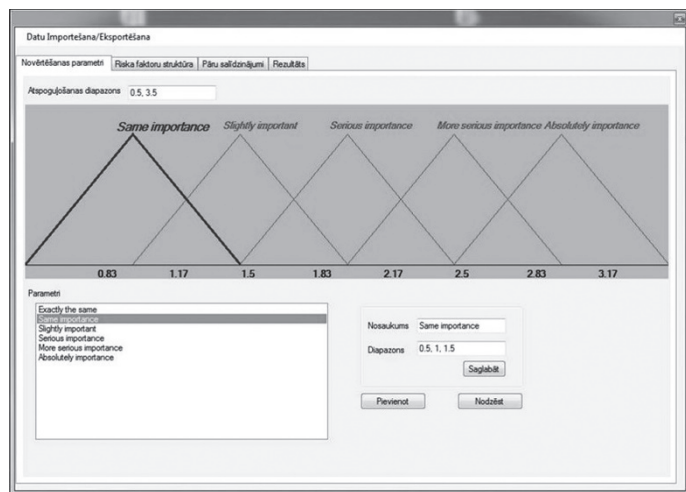 Datu Importešana/Eksportēšana
Novērtēšanas parametri Riska faktoru struktūra Pāru salīdzinājumi Rezultāts
Atspoguļošanas diapazons 0.5, 3.5
Same importance Slightly important Serious importance More serious importance Absolutely importance
0.83 1.17 1.5 1.83 2.17 2.5 2.83 3.17
Parametri
Exactly the same
Same importance
Slightly important
Serious importance
More serious importance
Absolutely importance
Nosaukums Same importance
Diapazons 0.5, 1, 1.5
Saglabāt
Pievienot Nodzēst